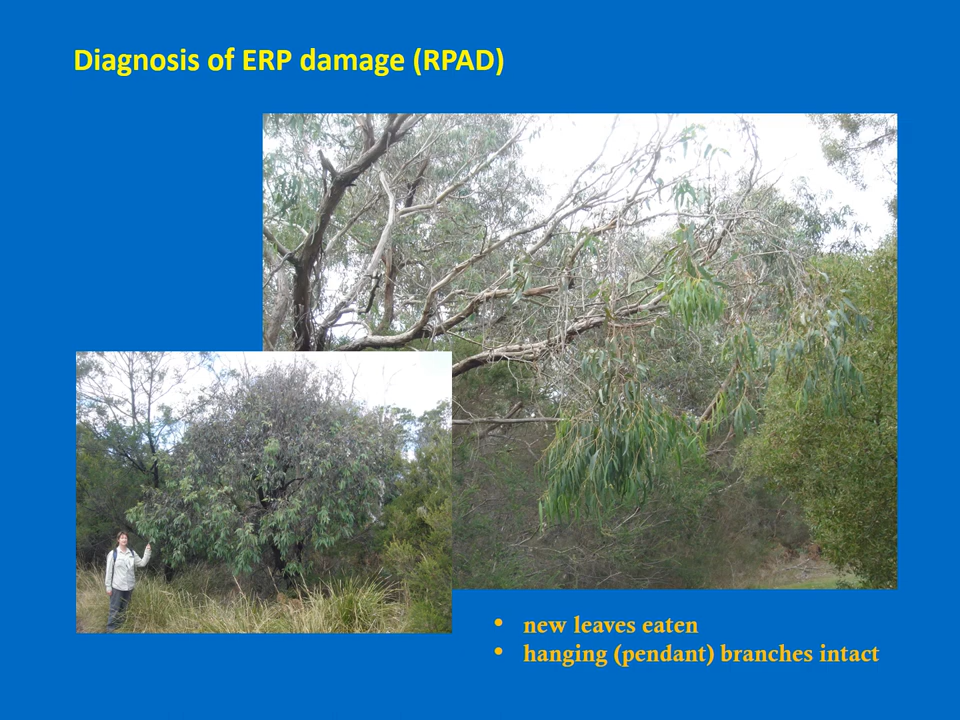 Diagnosis of ERP damage (RPAD)
• new leaves eaten
• hanging (pendant) branches intact